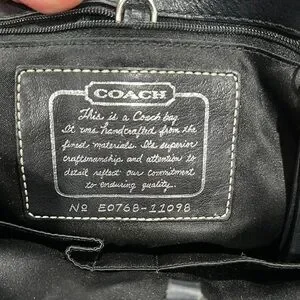 COACH
This is a Coach bag.
It was handcrafted from the
finest materials. Its superior
craftsmanship and attention to
detail reflect our commitment
to enduring quality.
No E0768-11098